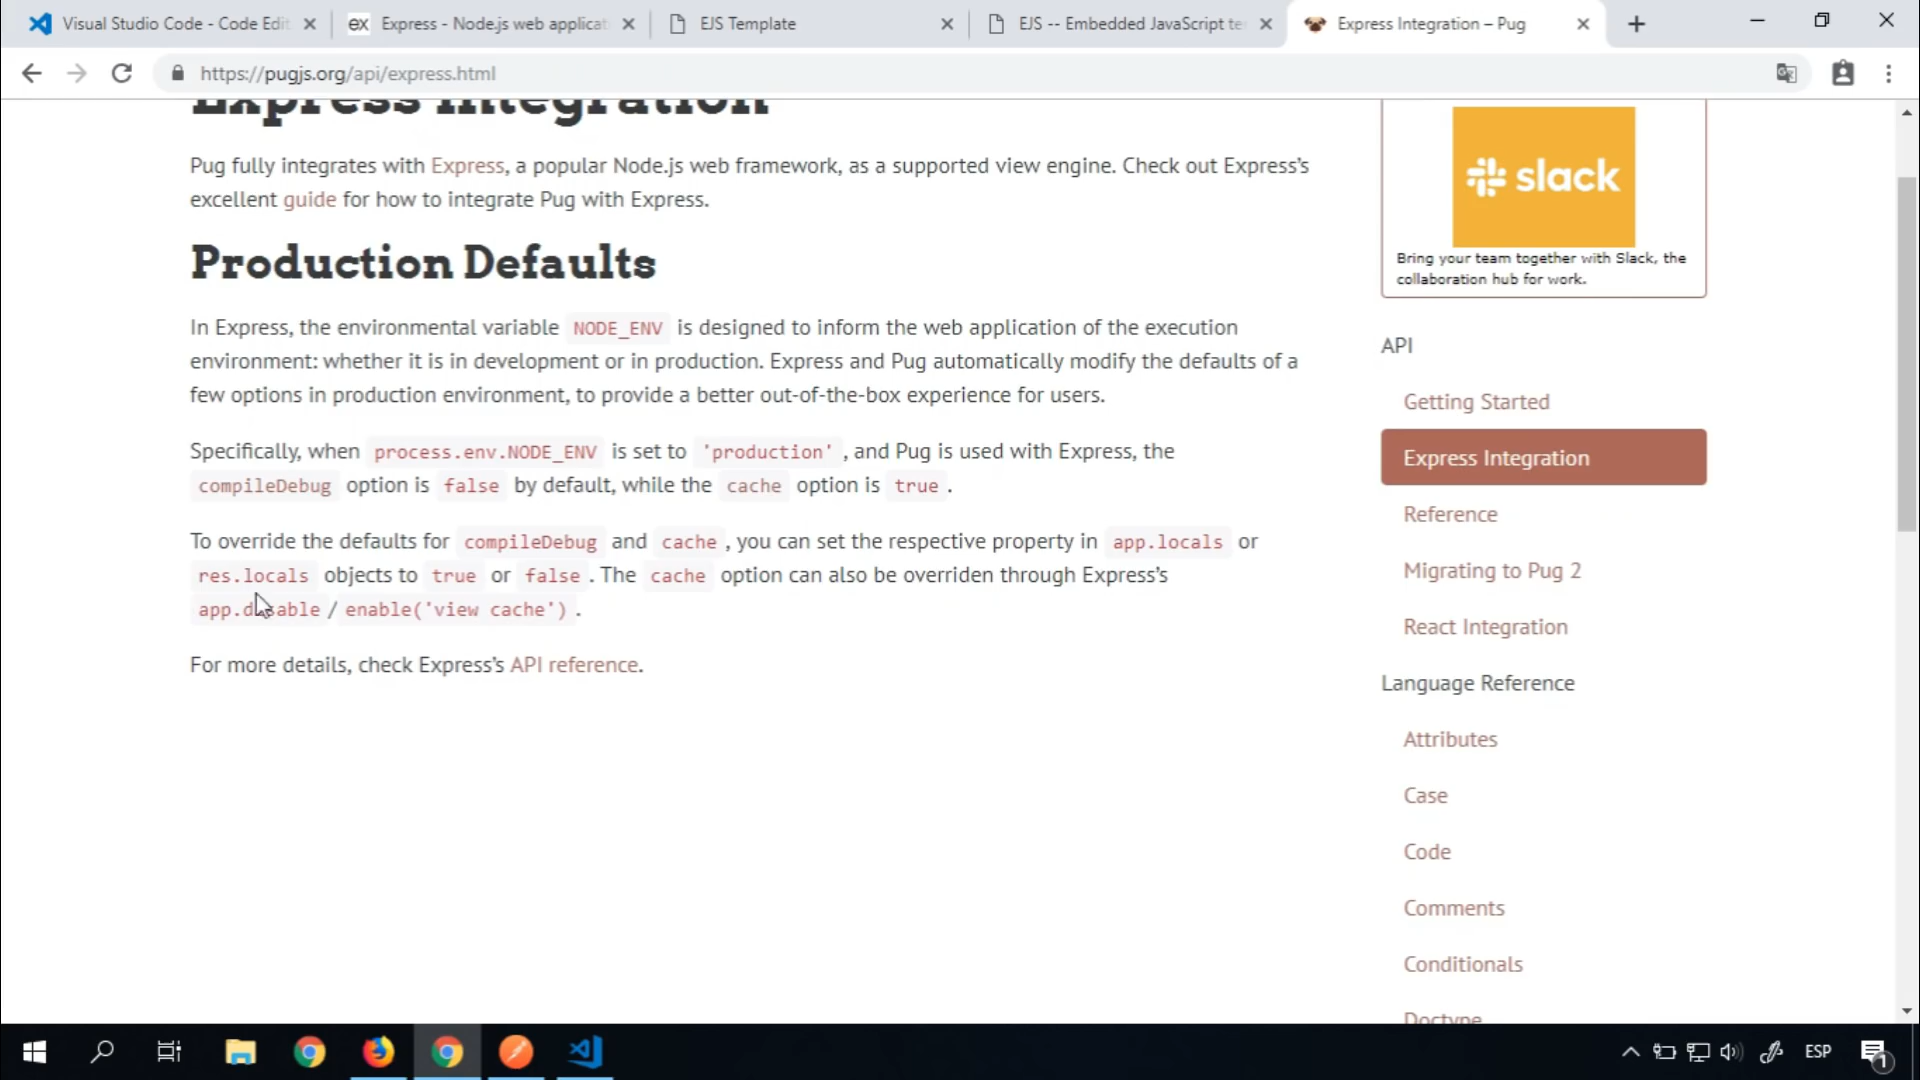 Visual Studio Code - Code Edit
Express - Node.js web applicat
EJS Template
EJS -- Embedded JavaScript te
Express Integration – Pug
https://pugjs.org/api/express.html
Express Integration
Pug fully integrates with Express, a popular Node.js web framework, as a supported view engine. Check out Express’s
excellent guide for how to integrate Pug with Express.
Production Defaults
In Express, the environmental variable NODE_ENV is designed to inform the web application of the execution
environment: whether it is in development or in production. Express and Pug automatically modify the defaults of a
few options in production environment, to provide a better out-of-the-box experience for users.
Specifically, when process.env.NODE_ENV is set to 'production' , and Pug is used with Express, the
compileDebug option is false by default, while the cache option is true .
To override the defaults for compileDebug and cache , you can set the respective property in app.locals or
res.locals objects to true or false . The cache option can also be overriden through Express’s
app.disable / enable('view cache') .
For more details, check Express’s API reference.
slack
Bring your team together with Slack, the
collaboration hub for work.
API
Getting Started
Express Integration
Reference
Migrating to Pug 2
React Integration
Language Reference
Attributes
Case
Code
Comments
Conditionals
Doctype
ESP
1